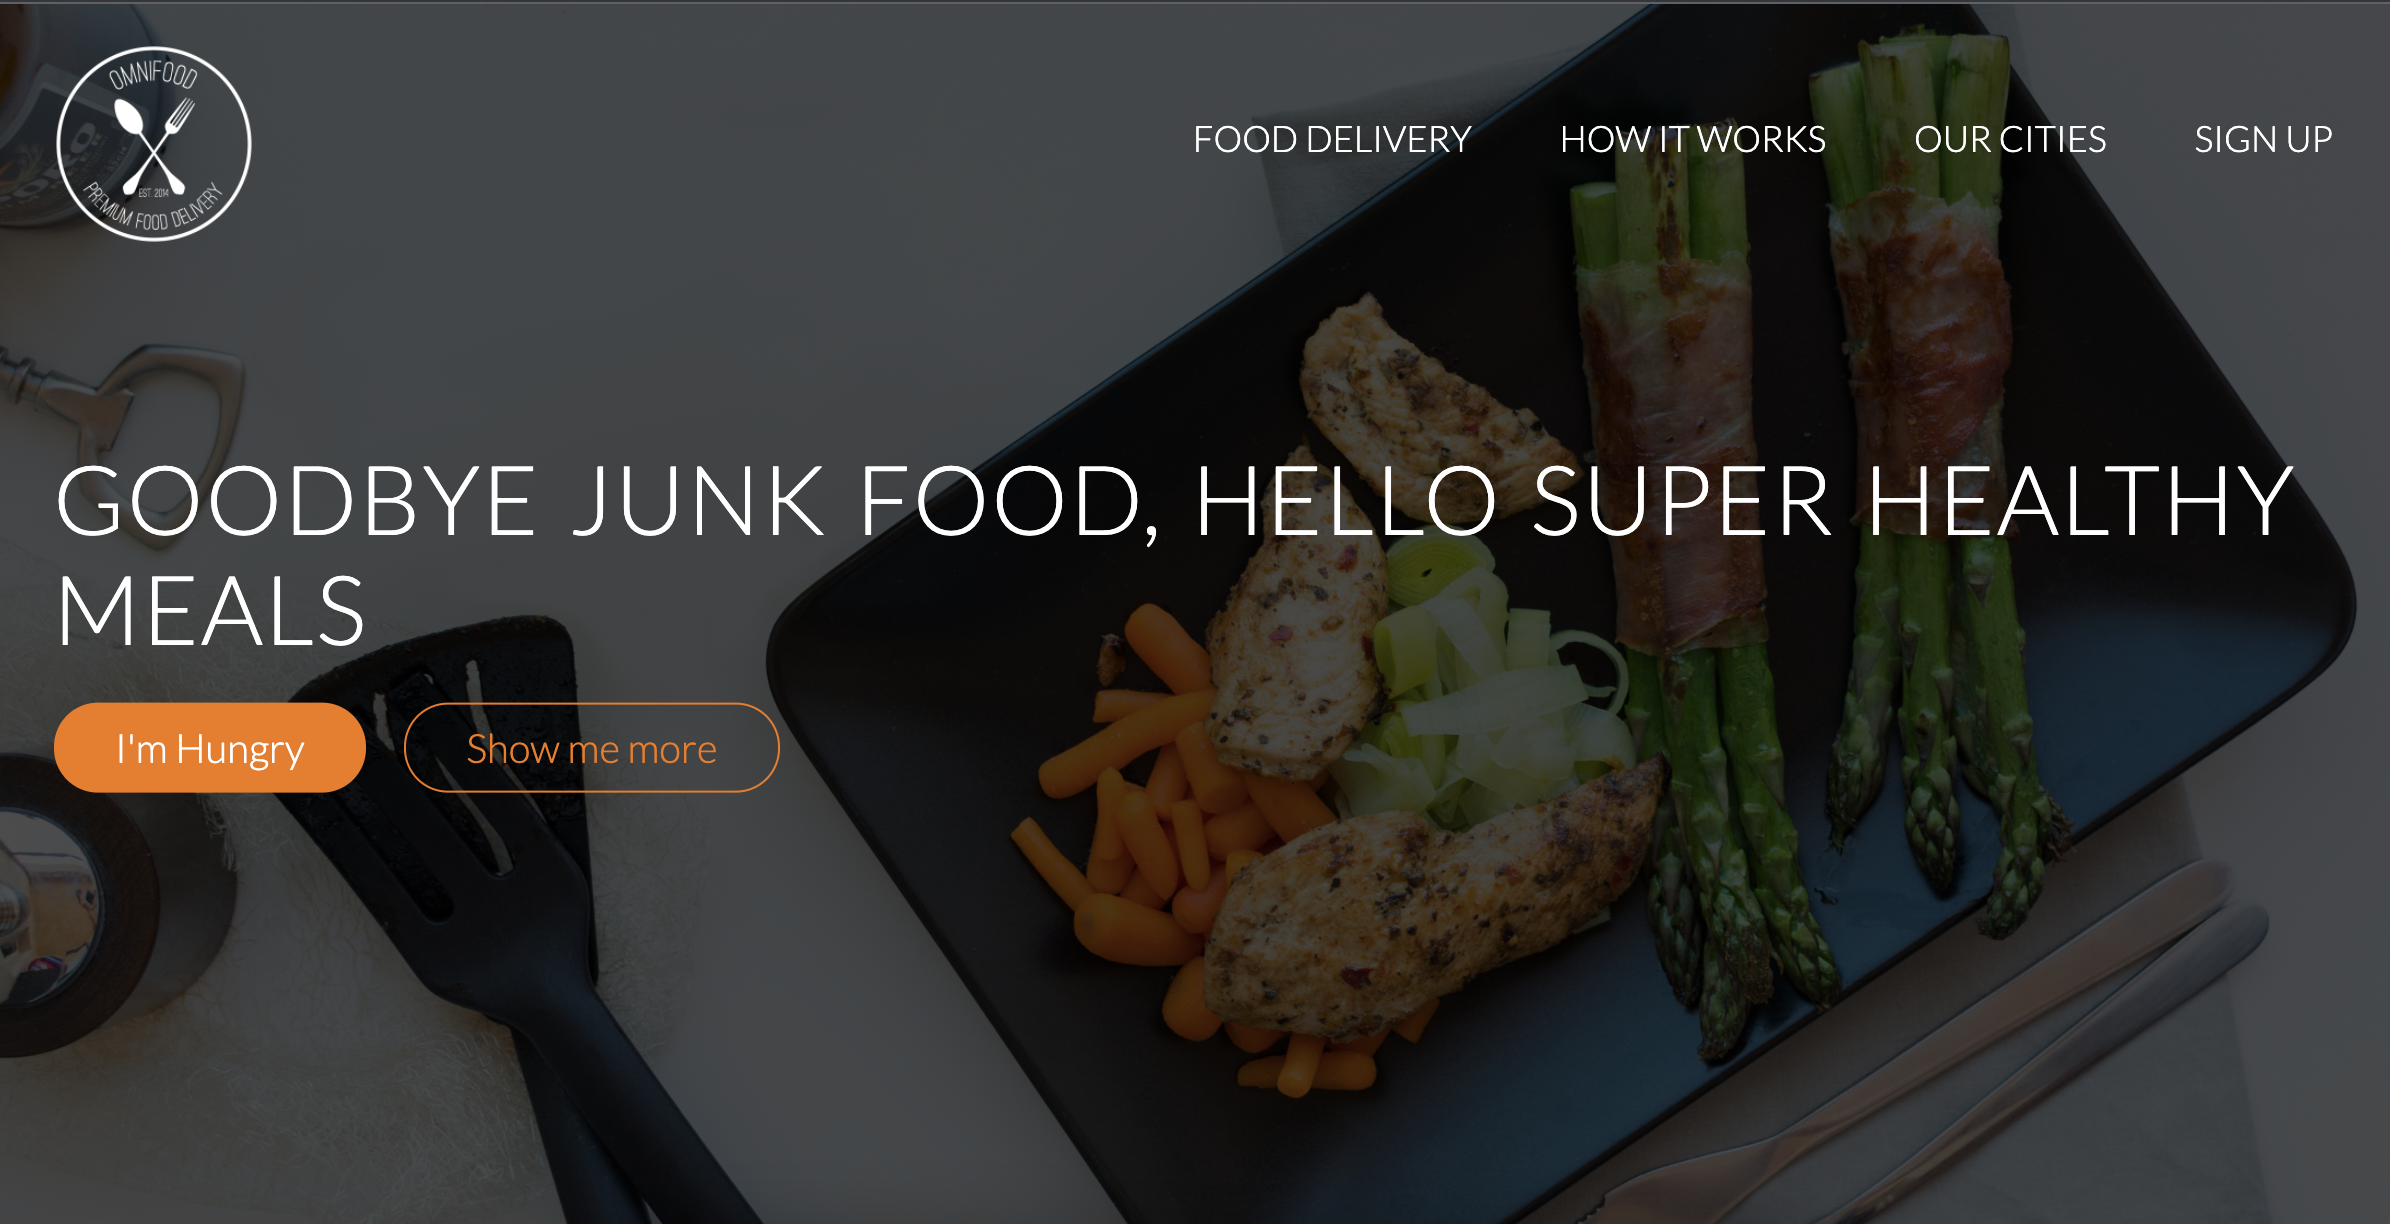 OMNIFOOD
EST. 2014
PREMIUM FOOD DELIVERY
FOOD DELIVERY
HOW IT WORKS
OUR CITIES
SIGN UP
GOODBYE JUNK FOOD, HELLO SUPER HEALTHY
MEALS
I'm Hungry
Show me more